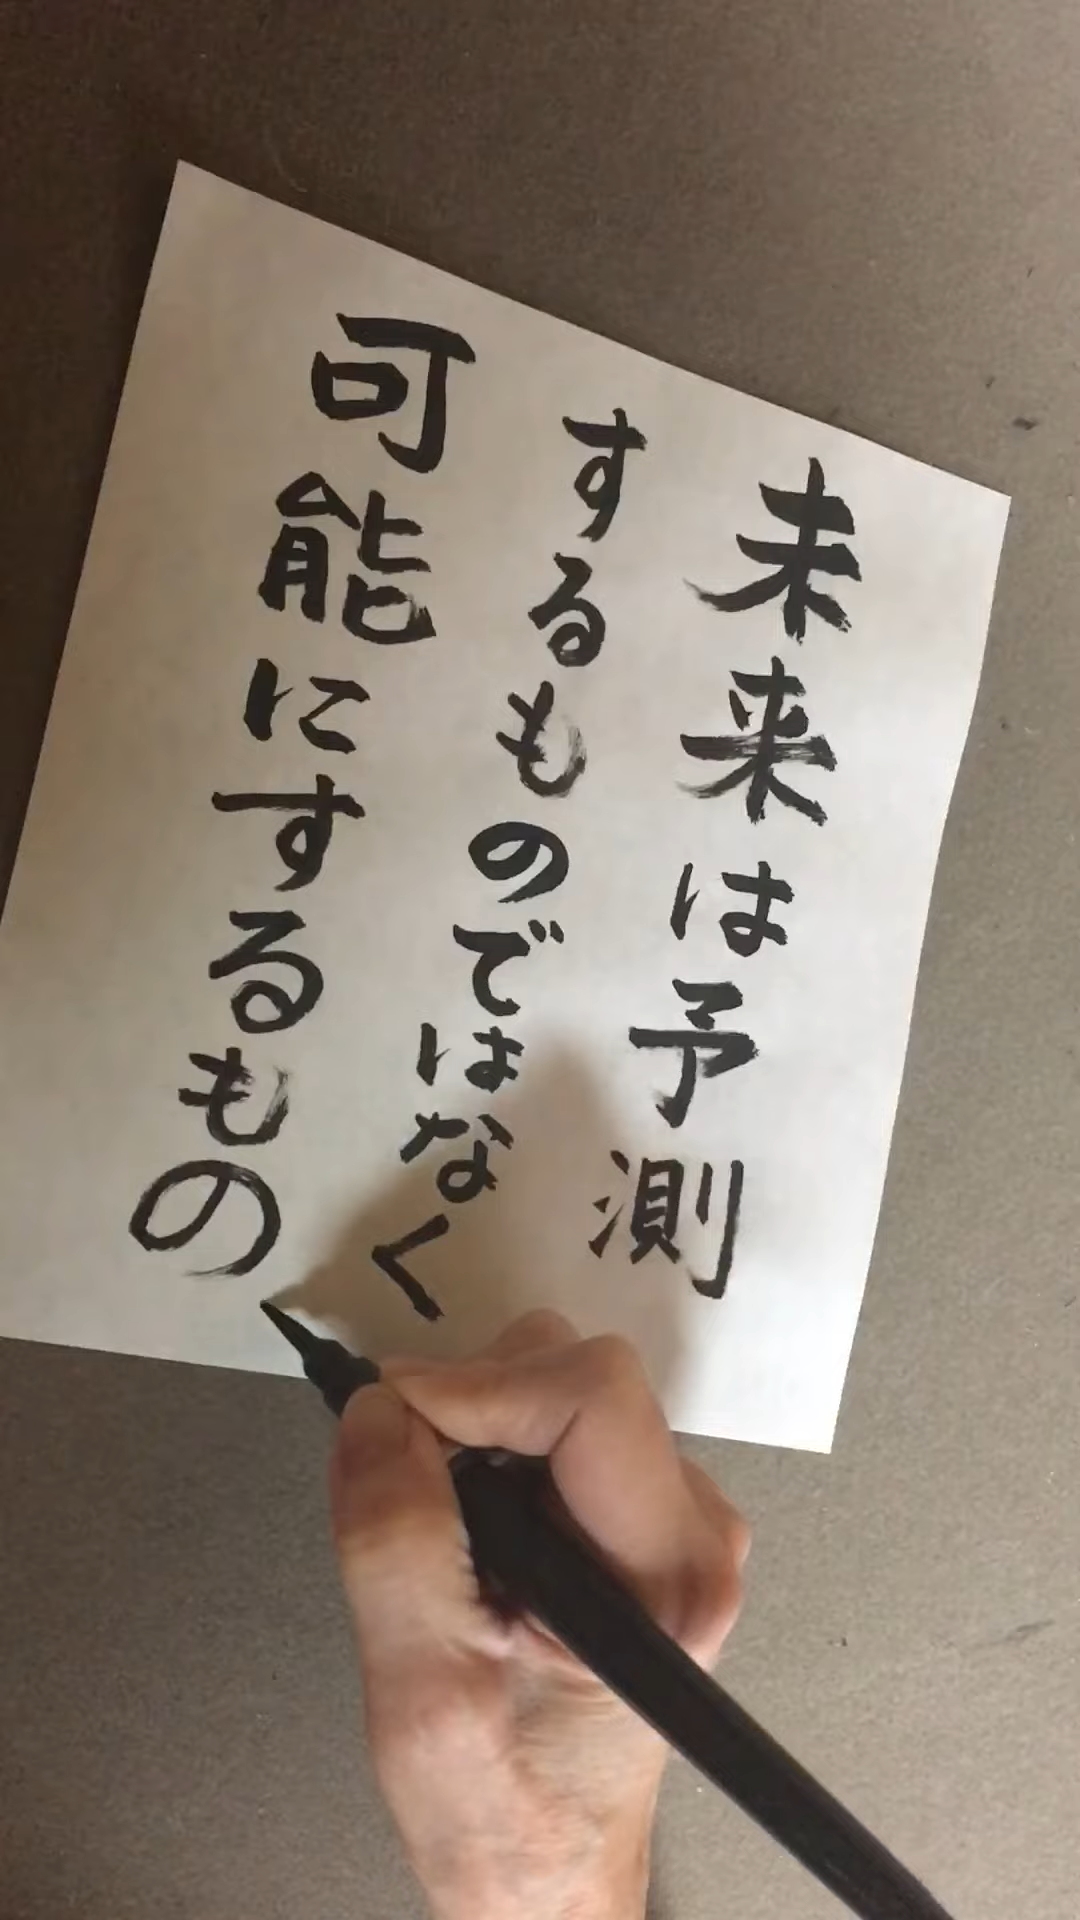 未来は予測
するものではなく
可能にするもの